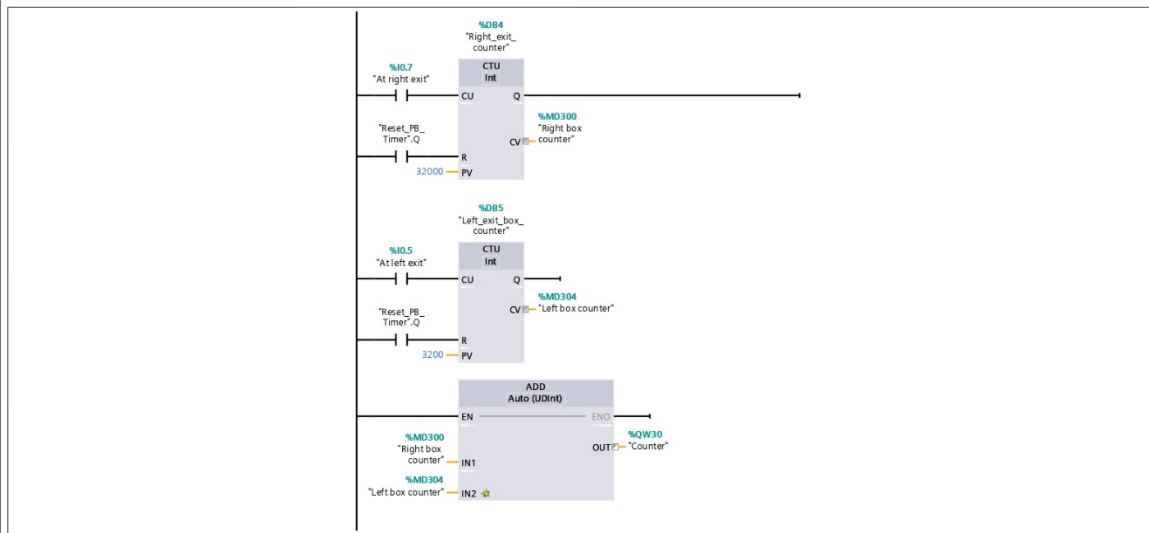 %DB4
"Right_exit_
counter"
%I0.7
"At right exit"
CTU
Int
CU
Q
%MD300
"Right box
counter"
CV
"Reset_PB_
Timer".Q
R
32000
PV
%DB5
"Left_exit_box_
counter"
%I0.5
"At left exit"
CTU
Int
CU
Q
%MD304
"Left box counter"
CV
"Reset_PB_
Timer".Q
R
3200
PV
ADD
Auto (UDInt)
EN
ENO
%MD300
"Right box
counter"
IN1
%QW30
"Counter"
OUT
%MD304
"Left box counter"
IN2